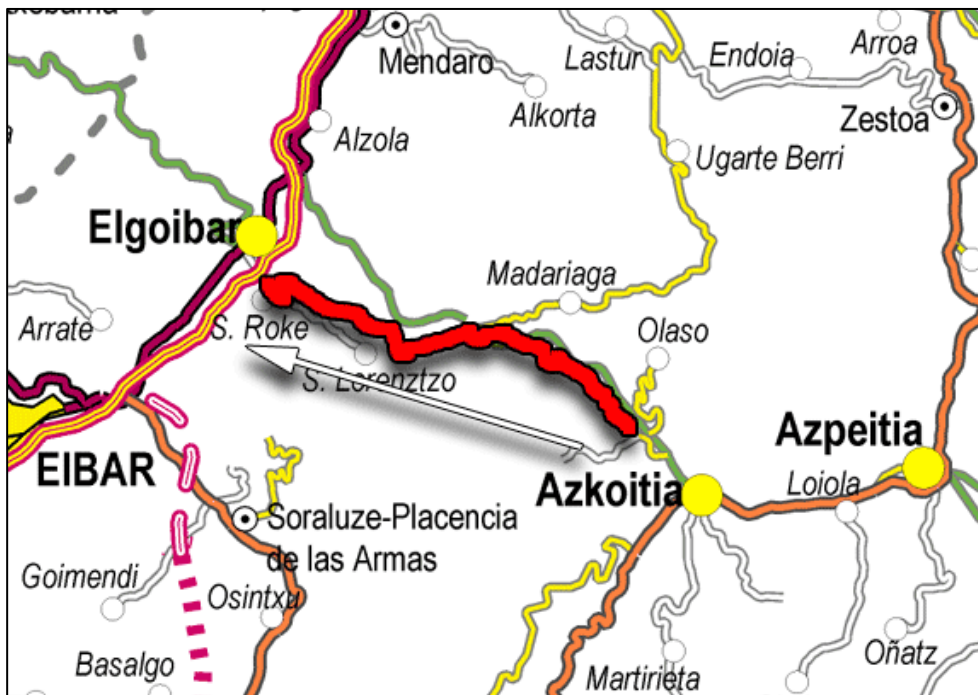 Mendaro
Lastur
Endoia
Arroa
Alkorta
Zestoa
Alzola
Ugarte Berri
Elgoibar
Madariaga
Arrate
S. Roke
Olaso
S. Lorenztzo
Azpeitia
EIBAR
Azkoitia
Loiola
Soraluze-Placencia
de las Armas
Goimendi
Osintxu
Oñatz
Basalgo
Martirieta